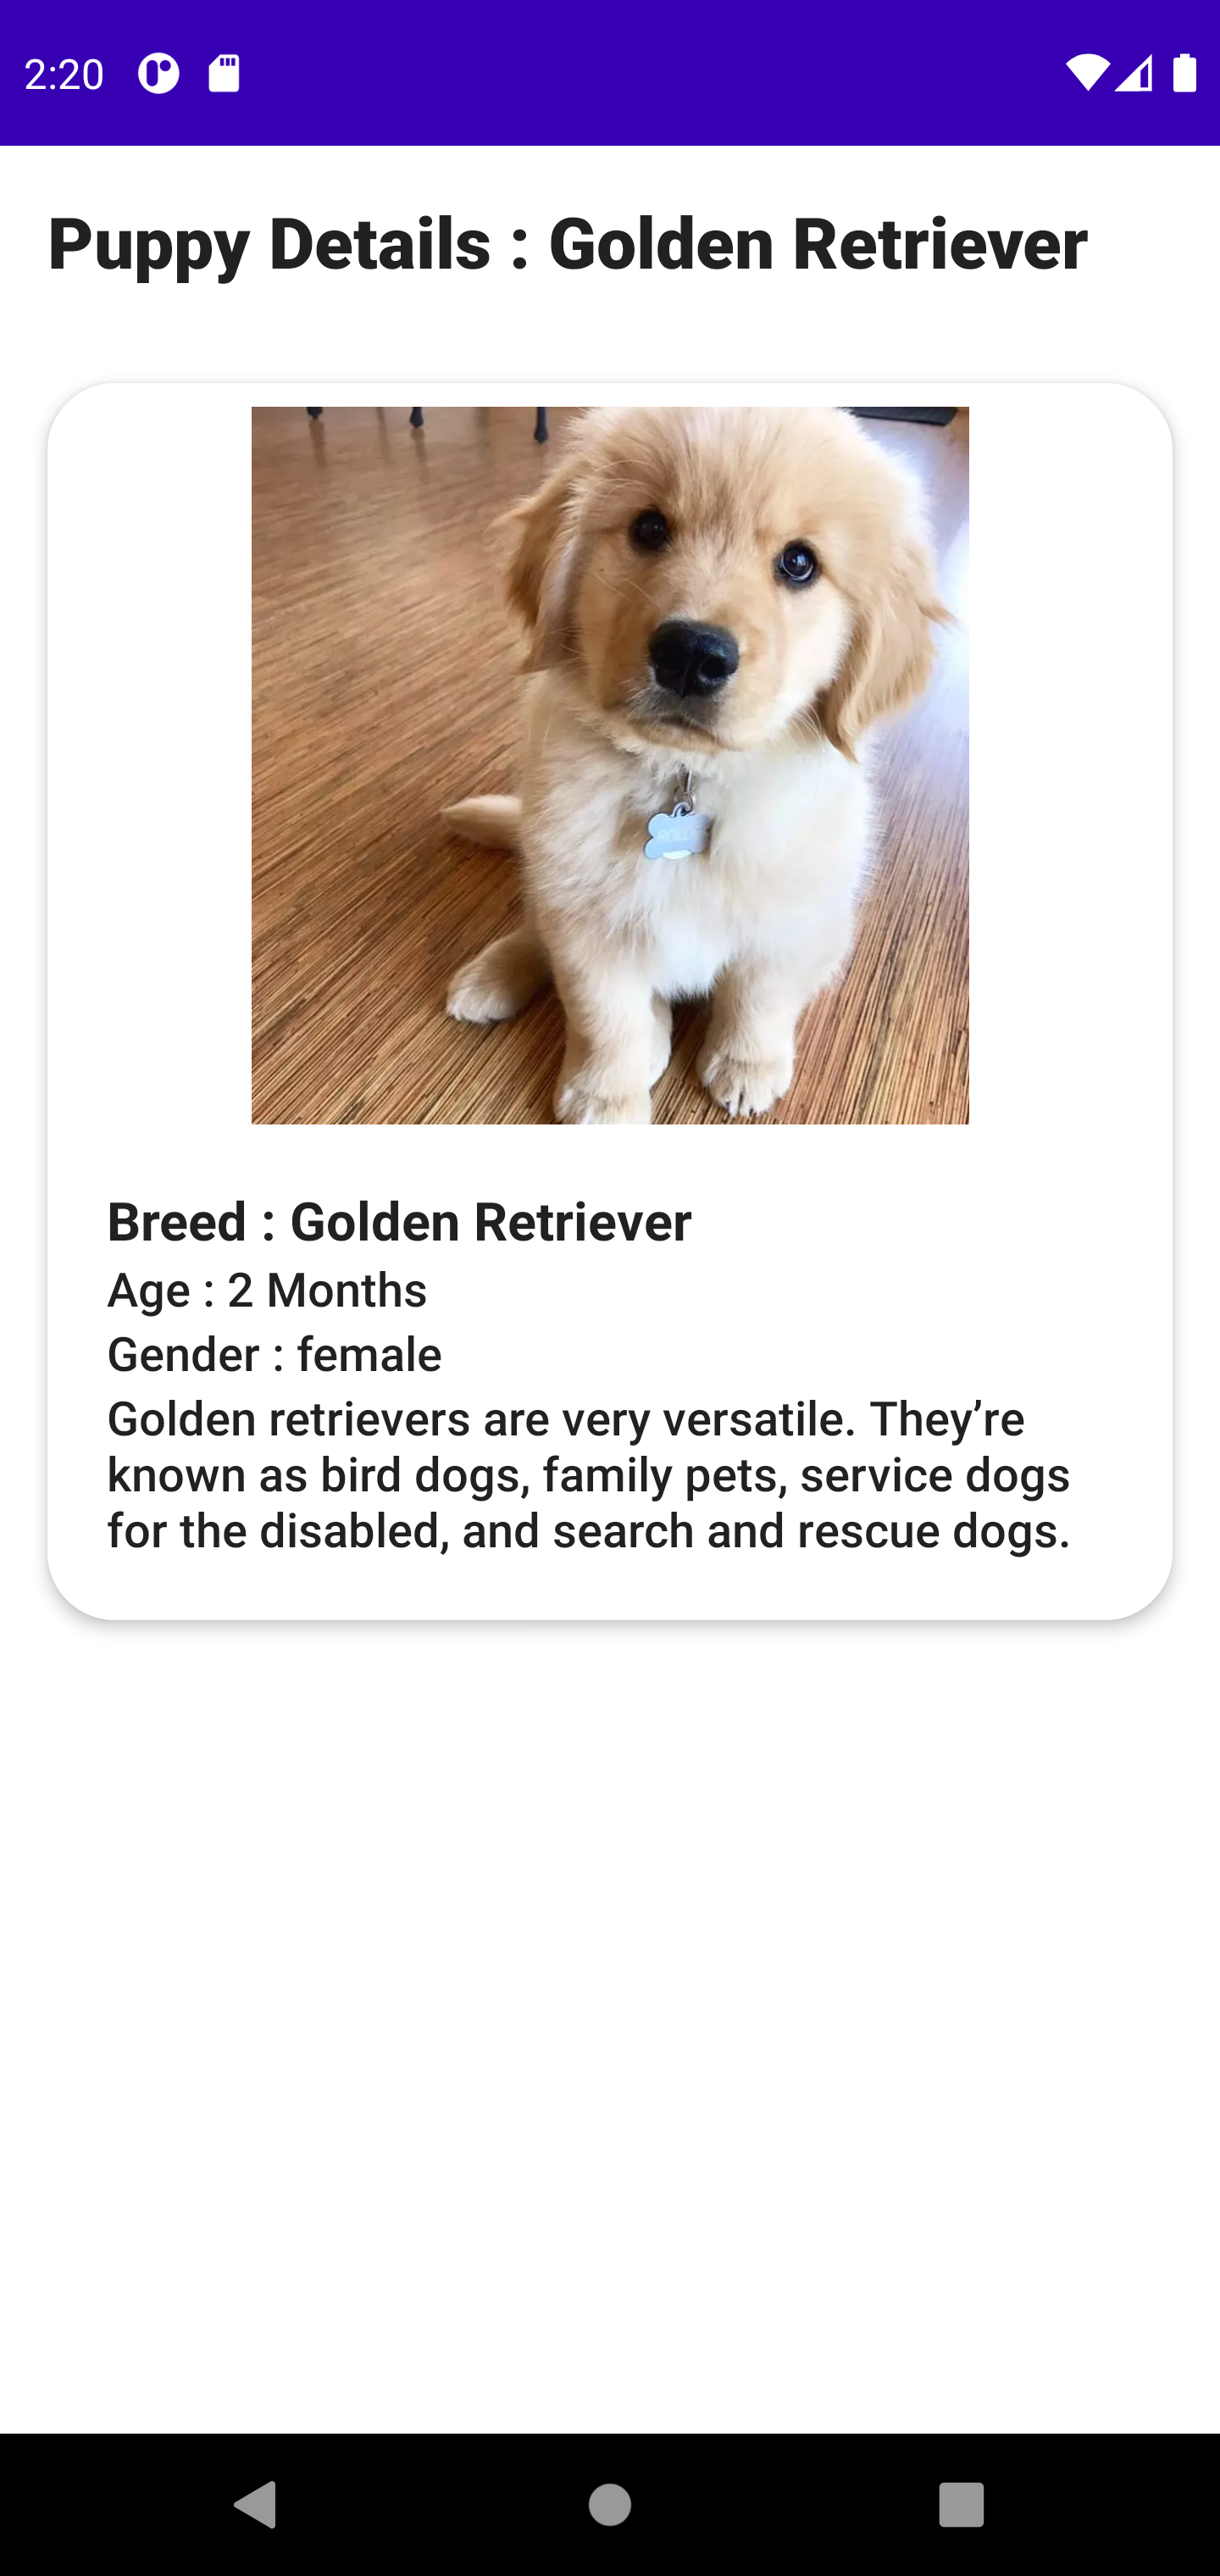 2:20
Puppy Details : Golden Retriever
Breed : Golden Retriever
Age : 2 Months
Gender : female
Golden retrievers are very versatile. They’re
known as bird dogs, family pets, service dogs
for the disabled, and search and rescue dogs.